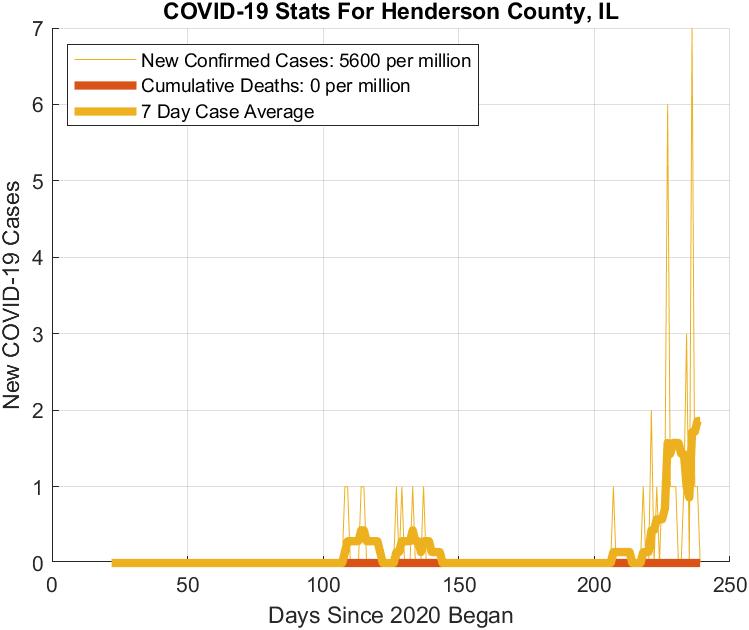 COVID-19 Stats For Henderson County, IL
New Confirmed Cases: 5600 per million
Cumulative Deaths: 0 per million
7 Day Case Average
New COVID-19 Cases
7
6
5
4
3
2
1
0
0 50 100 150 200 250
Days Since 2020 Began